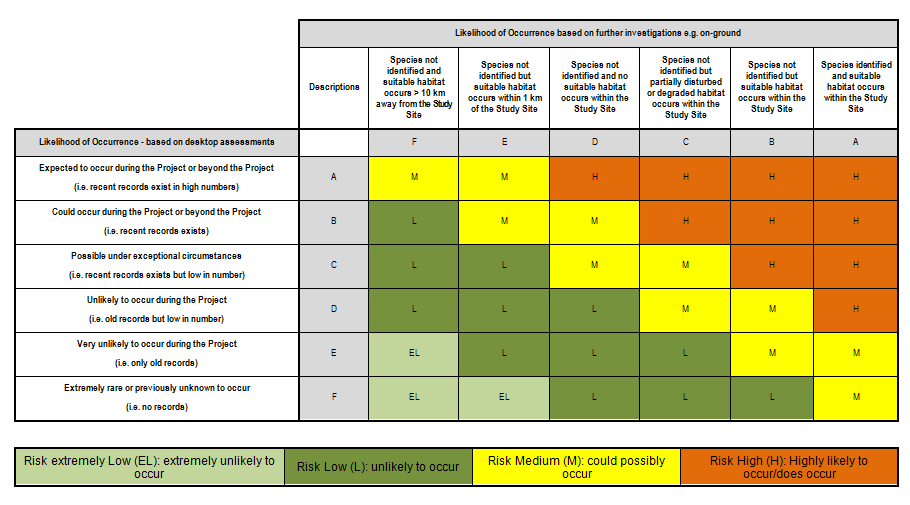 Likelihood of Occurrence based on further investigations e.g. on-ground
Descriptions
Species not
identified and
suitable habitat
occurs > 10 km
away from the Study
Site
Species not
identified but
suitable habitat
occurs within 1 km
of the Study Site
Species not
identified and no
suitable habitat
occurs within the
Study Site
Species not
identified but
partially disturbed
or degraded habitat
occurs within the
Study Site
Species not
identified but
suitable habitat
occurs within the
Study Site
Species identified
and suitable
habitat occurs
within the Study
Site
Likelihood of Occurrence - based on desktop assessments
F E D C B A
Expected to occur during the Project or beyond the Project
(i.e. recent records exist in high numbers)
A M M H H H H
Could occur during the Project or beyond the Project
(i.e. recent records exists)
B L M M H H H
Possible under exceptional circumstances
(i.e. recent records exists but low in number)
C L L M M H H
Unlikely to occur during the Project
(i.e. old records but low in number)
D L L L M M H
Very unlikely to occur during the Project
(i.e. only old records)
E EL L L L M M
Extremely rare or previously unknown to occur
(i.e. no records)
F EL EL L L L M
Risk extremely Low (EL): extremely unlikely to
occur
Risk Low (L): unlikely to occur
Risk Medium (M): could possibly
occur
Risk High (H): Highly likely to
occur/does occur